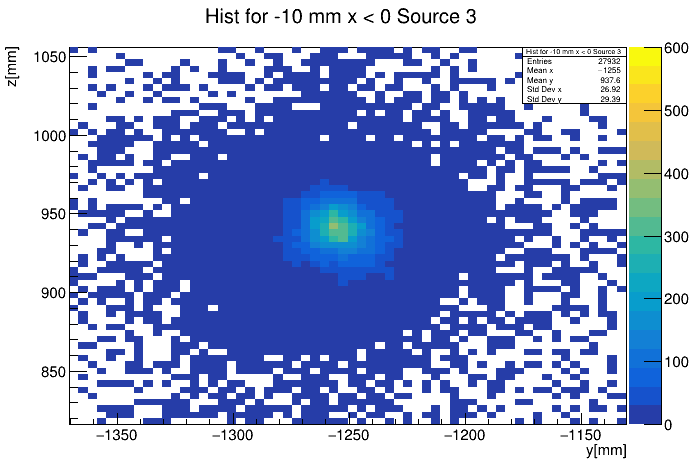 Hist for -10 mm x < 0 Source 3
z[mm]
1050
1000
950
900
850
−1350
−1300
−1250
−1200
−1150
y[mm]
Hist for -10 mm x < 0 Source 3
Entries 27932
Mean x −1255
Mean y 937.6
Std Dev x 26.92
Std Dev y 29.39
600
500
400
300
200
100
0